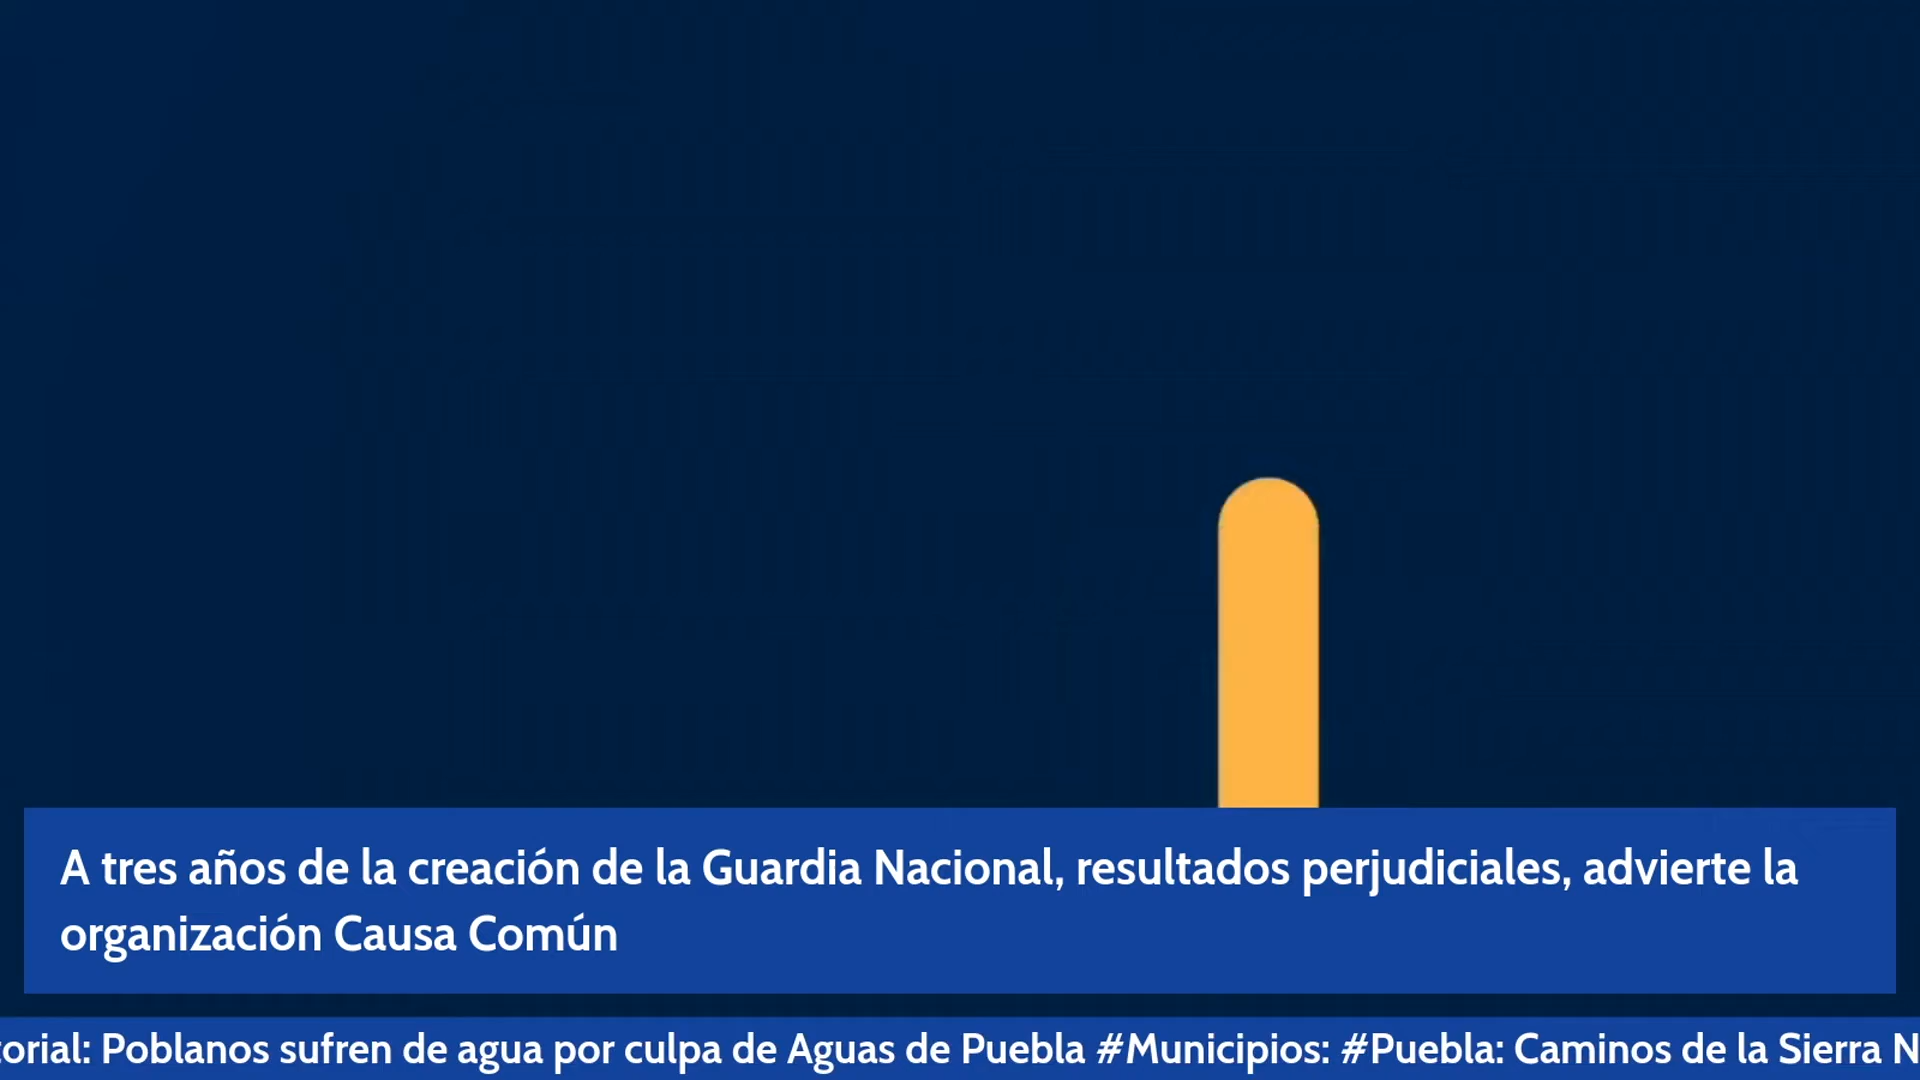 A tres años de la creación de la Guardia Nacional, resultados perjudiciales, advierte la
organización Causa Común
torial: Poblanos sufren de agua por culpa de Aguas de Puebla #Municipios: #Puebla: Caminos de la Sierra N